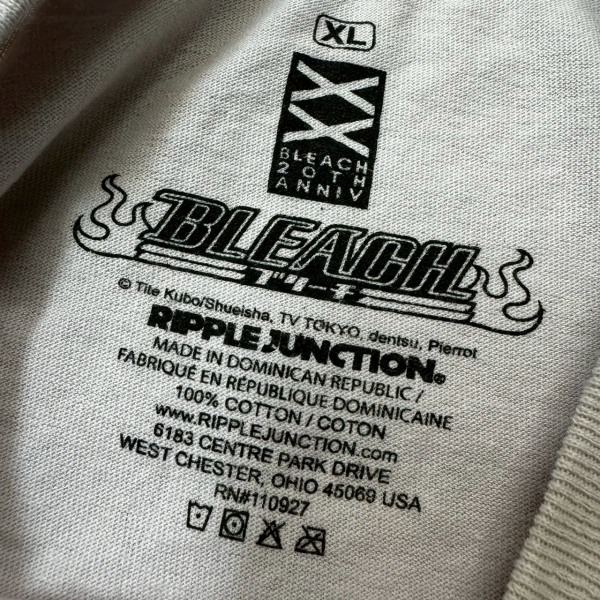 XL
XX
BLEACH
20TH
ANNIV
BLEACH
ブリーチ
© Tite Kubo/Shueisha, TV TOKYO, dentsu, Pierrot
RIPPLE JUNCTION®
MADE IN DOMINICAN REPUBLIC /
FABRIQUÉ EN RÉPUBLIQUE DOMINICAINE
100% COTTON / COTON
www.RIPPLEJUNCTION.com
6183 CENTRE PARK DRIVE
WEST CHESTER, OHIO 45069 USA
RN#110927